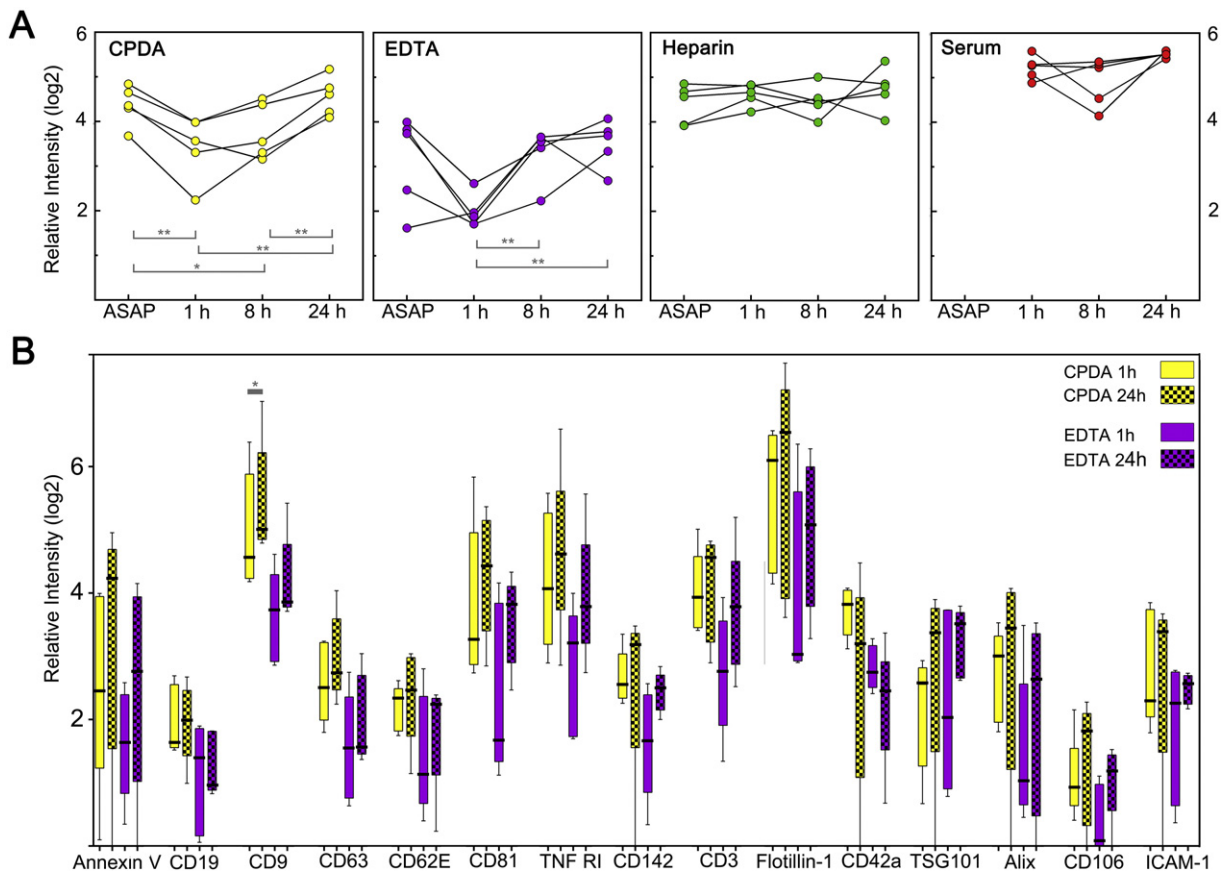 A
6
4
2
Relative Intensity (log2)
CPDA
EDTA
Heparin
Serum
6
4
2
** ** ** *
** **
ASAP 1 h 8 h 24 h
ASAP 1 h 8 h 24 h
ASAP 1 h 8 h 24 h
ASAP 1 h 8 h 24 h
B
6
4
2
Relative Intensity (log2)
*
CPDA 1h
CPDA 24h
EDTA 1h
EDTA 24h
Annexin V CD19 CD9 CD63 CD62E CD81 TNF RI CD142 CD3 Flotillin-1 CD42a TSG101 Alix CD106 ICAM-1